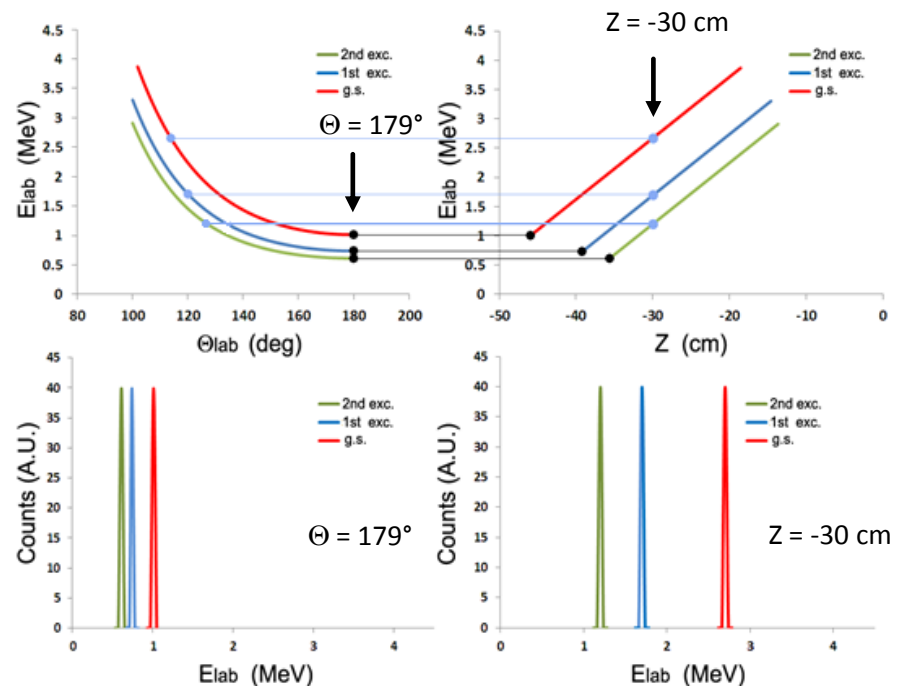 Z = -30 cm
4.5
4
3.5
3
2.5
2
1.5
1
0.5
0
Elab (MeV)
2nd exc.
1st exc.
g.s.
Θ = 179°
80
100
120
140
160
180
200
Θlab (deg)
4.5
4
3.5
3
2.5
2
1.5
1
0.5
0
Elab (MeV)
2nd exc.
1st exc.
g.s.
-50
-40
-30
-20
-10
0
Z (cm)
45
40
35
30
25
20
15
10
5
0
Counts (A.U.)
2nd exc.
1st exc.
g.s.
Θ = 179°
0
1
2
3
4
Elab (MeV)
45
40
35
30
25
20
15
10
5
0
Counts (A.U.)
2nd exc.
1st exc.
g.s.
Z = -30 cm
0
1
2
3
4
Elab (MeV)